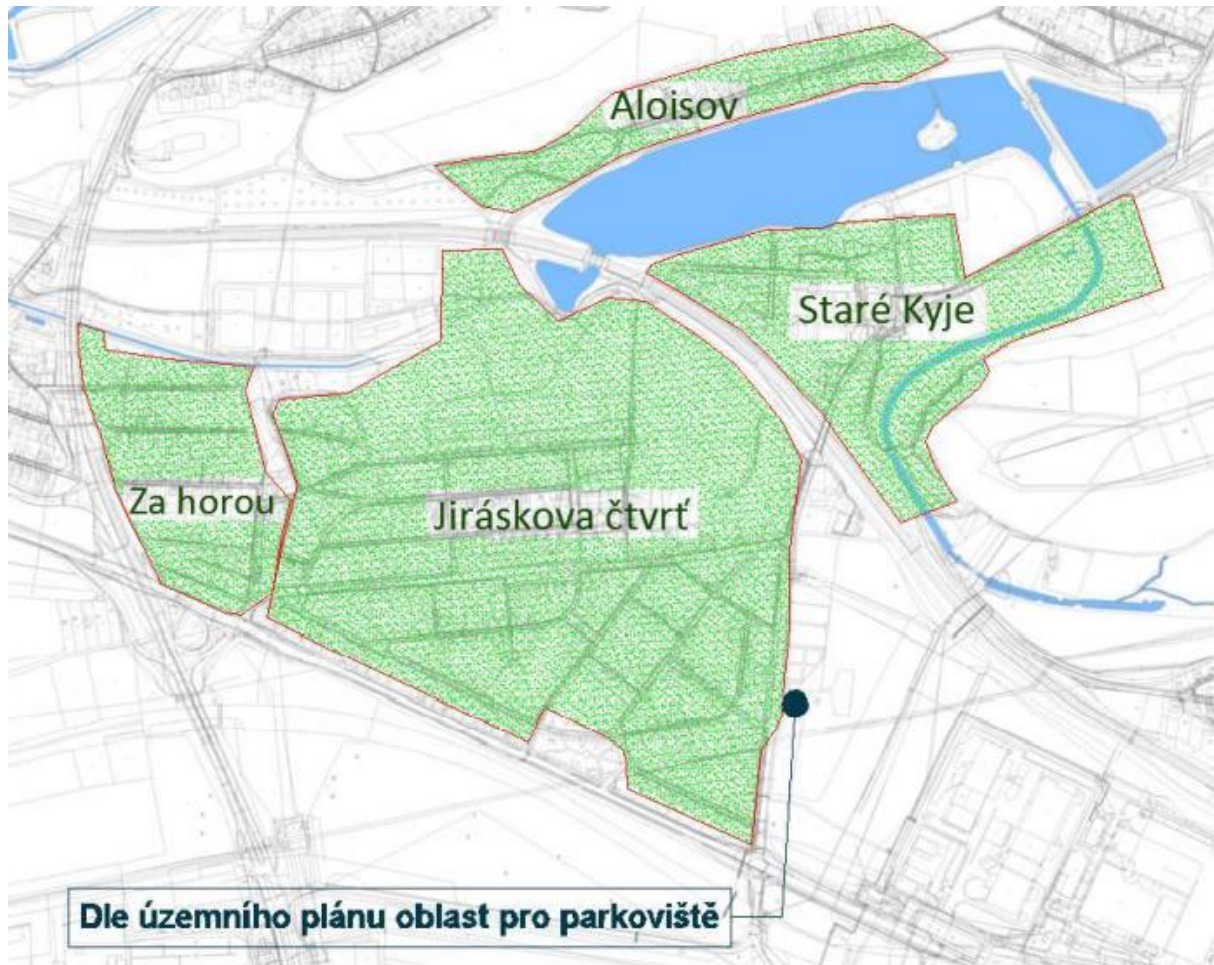 Aloisov
Staré Kyje
Za horou
Jiráskova čtvrť
Dle územního plánu oblast pro parkoviště